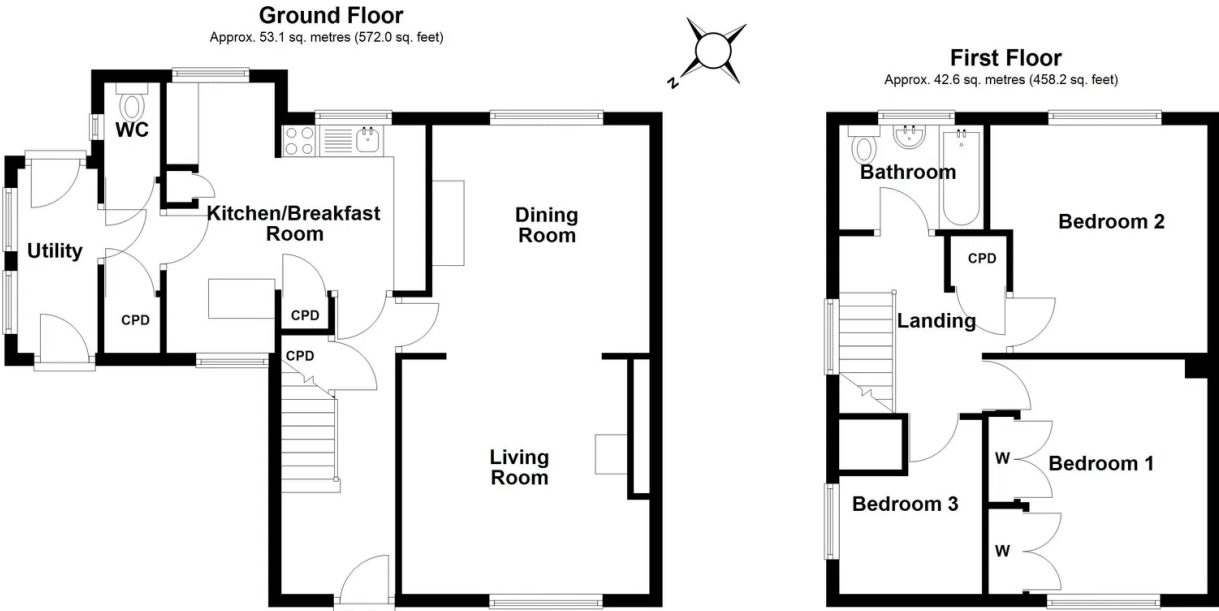 Ground Floor
Approx. 53.1 sq. metres (572.0 sq. feet)
N
First Floor
Approx. 42.6 sq. metres (458.2 sq. feet)
WC
Utility
CPD
Kitchen/Breakfast
Room
CPD
CPD
Dining
Room
Living
Room
Bathroom
Bedroom 2
CPD
Landing
W
Bedroom 1
Bedroom 3
W